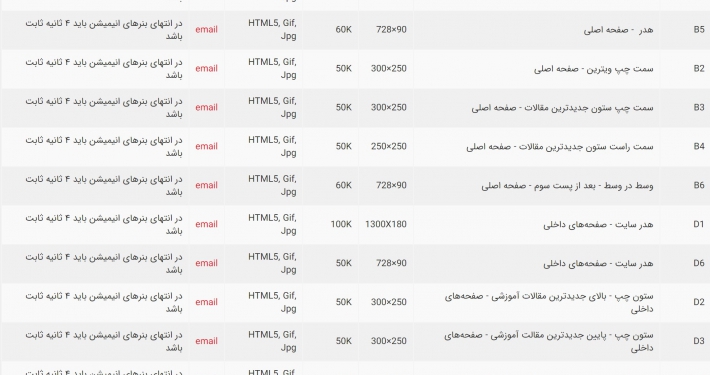 B5 هدر - صفحه اصلی 728×90 60K HTML5, Gif, Jpg email در انتهای بنرهای انیمیشن باید ۴ ثانیه ثابت باشد
B2 سمت چپ ویترین - صفحه اصلی 300×250 50K HTML5, Gif, Jpg email در انتهای بنرهای انیمیشن باید ۴ ثانیه ثابت باشد
B3 سمت چپ ستون جدیدترین مقالات - صفحه اصلی 300×250 50K HTML5, Gif, Jpg email در انتهای بنرهای انیمیشن باید ۴ ثانیه ثابت باشد
B4 سمت راست ستون جدیدترین مقالات - صفحه اصلی 250×250 50K HTML5, Gif, Jpg email در انتهای بنرهای انیمیشن باید ۴ ثانیه ثابت باشد
B6 وسط در وسط - بعد از پست سوم - صفحه اصلی 728×90 60K HTML5, Gif, Jpg email در انتهای بنرهای انیمیشن باید ۴ ثانیه ثابت باشد
D1 هدر سایت - صفحه‌های داخلی 1300X180 100K HTML5, Gif, Jpg email در انتهای بنرهای انیمیشن باید ۴ ثانیه ثابت باشد
D6 هدر سایت - صفحه‌های داخلی 728×90 50K HTML5, Gif, Jpg email در انتهای بنرهای انیمیشن باید ۴ ثانیه ثابت باشد
D2 ستون چپ - بالای جدیدترین مقالات آموزشی - صفحه‌های داخلی 300×250 50K HTML5, Gif, Jpg email در انتهای بنرهای انیمیشن باید ۴ ثانیه ثابت باشد
D3 ستون چپ - پایین جدیدترین مقالت آموزشی - صفحه‌های داخلی 300×250 50K HTML5, Gif, Jpg email در انتهای بنرهای انیمیشن باید ۴ ثانیه ثابت باشد
HTML5, Gif, در انتهای بنرهای انیمیشن باید ۴ ثانیه ثابت